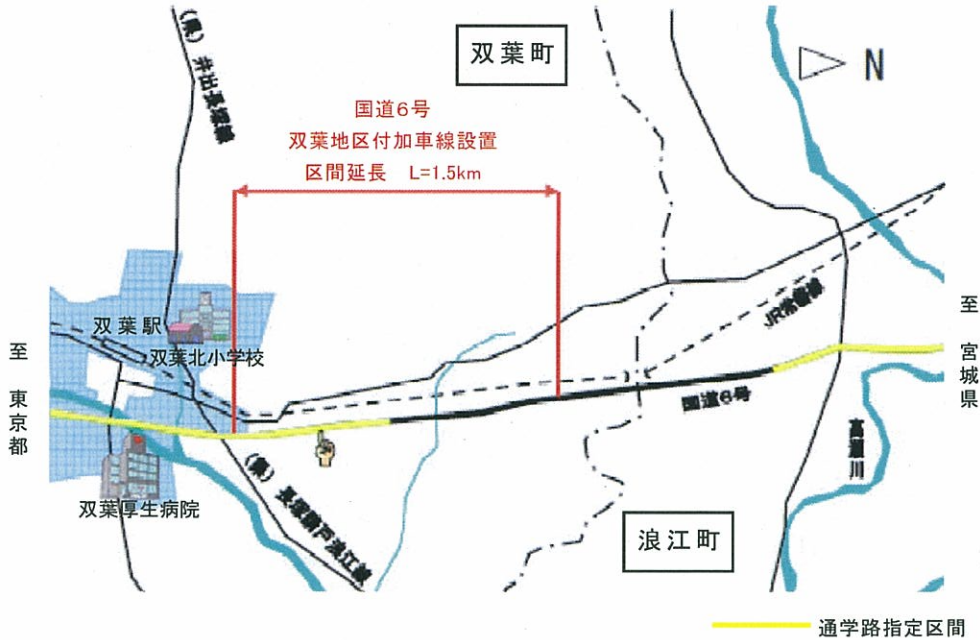 双葉町
N
国道6号
双葉地区付加車線設置
区間延長 L=1.5km
(県) 井出長塚線
双葉駅
双葉北小学校
至 東京都
至 宮城県
JR常磐線
国道6号
高瀬川
双葉厚生病院
(県) 長塚請戸浪江線
浪江町
通学路指定区間